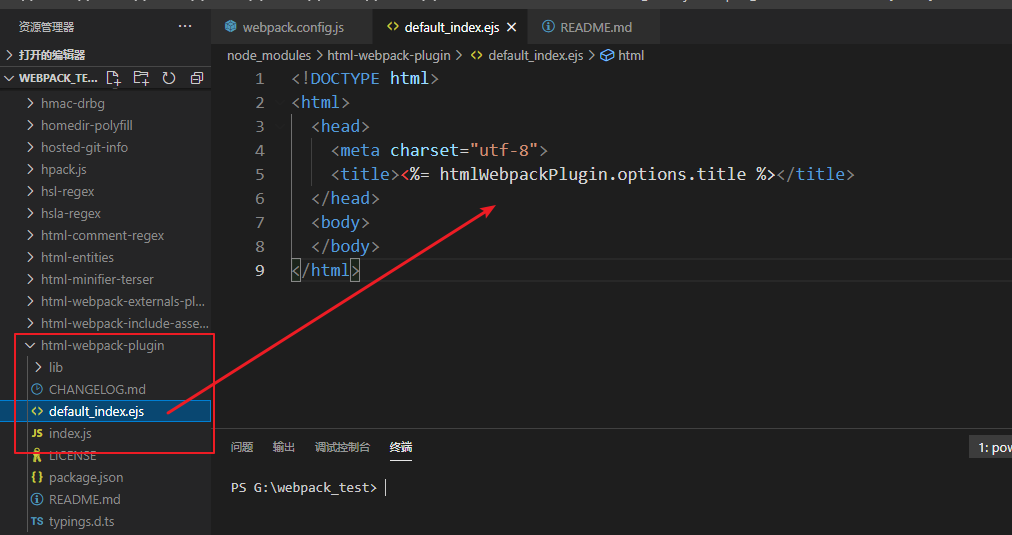 资源管理器 ···
打开的编辑器
WEBPACK_TE...
hmac-drbg
homedir-polyfill
hosted-git-info
hpack.js
hsl-regex
hsla-regex
html-comment-regex
html-entities
html-minifier-terser
html-webpack-externals-pl...
html-webpack-include-asse...
html-webpack-plugin
lib
CHANGELOG.md
default_index.ejs
JS index.js
LICENSE
{} package.json
README.md
TS typings.d.ts
webpack.config.js
default_index.ejs
README.md
node_modules > html-webpack-plugin > default_index.ejs > html
1 <!DOCTYPE html>
2 <html>
3 <head>
4 <meta charset="utf-8">
5 <title><%= htmlWebpackPlugin.options.title %></title>
6 </head>
7 <body>
8 </body>
9 </html>
问题 输出 调试控制台 终端
1: pow
PS G:\webpack_test>